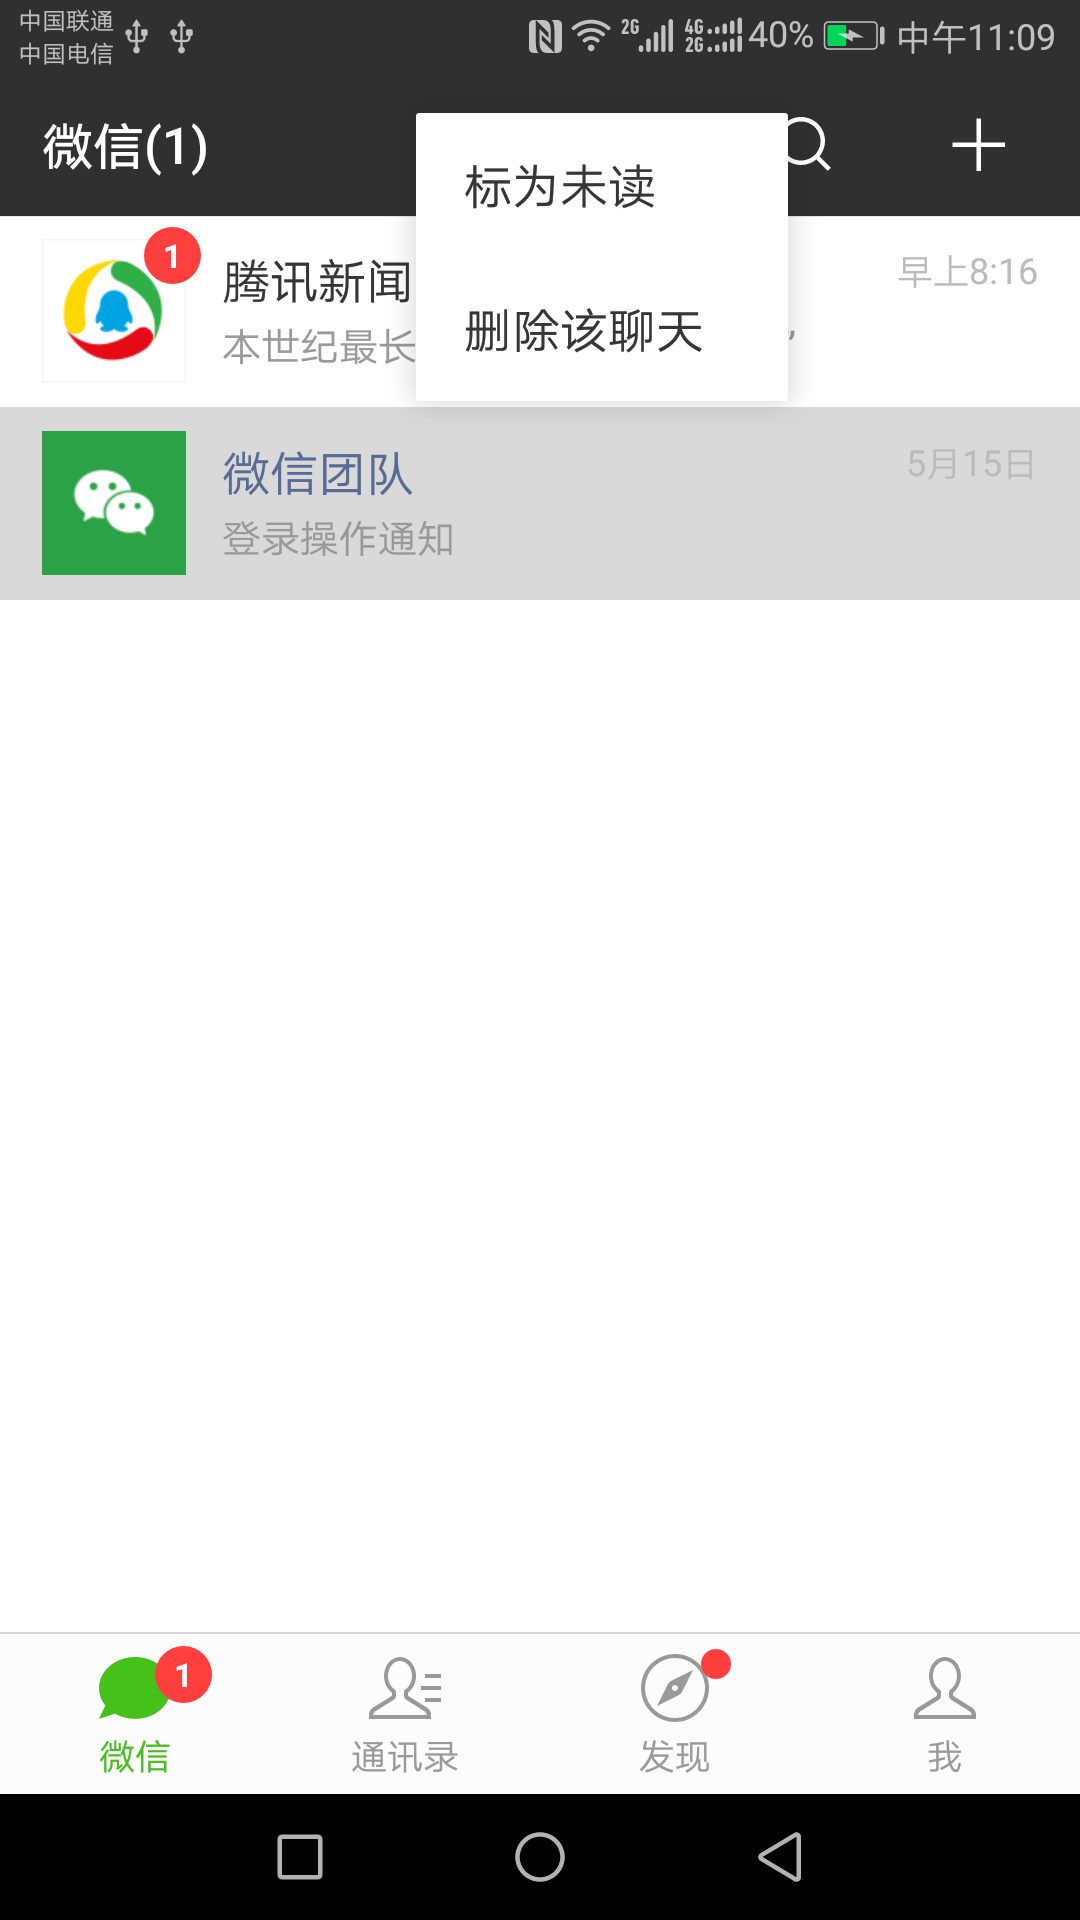 中国联通
中国电信
2G
4G
2G
40%
中午11:09
微信(1)
标为未读
删除该聊天
1
腾讯新闻
早上8:16
本世纪最长
微信团队
5月15日
登录操作通知
1
微信
通讯录
发现
我